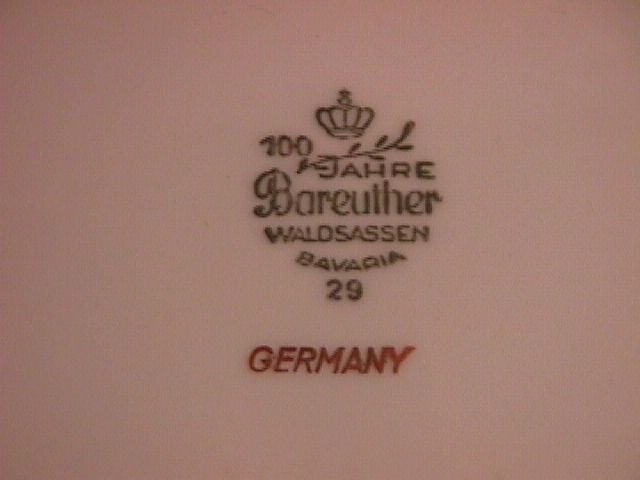 100
JAHRE
Bareuther
WALDSASSEN
BAVARIA
29
GERMANY